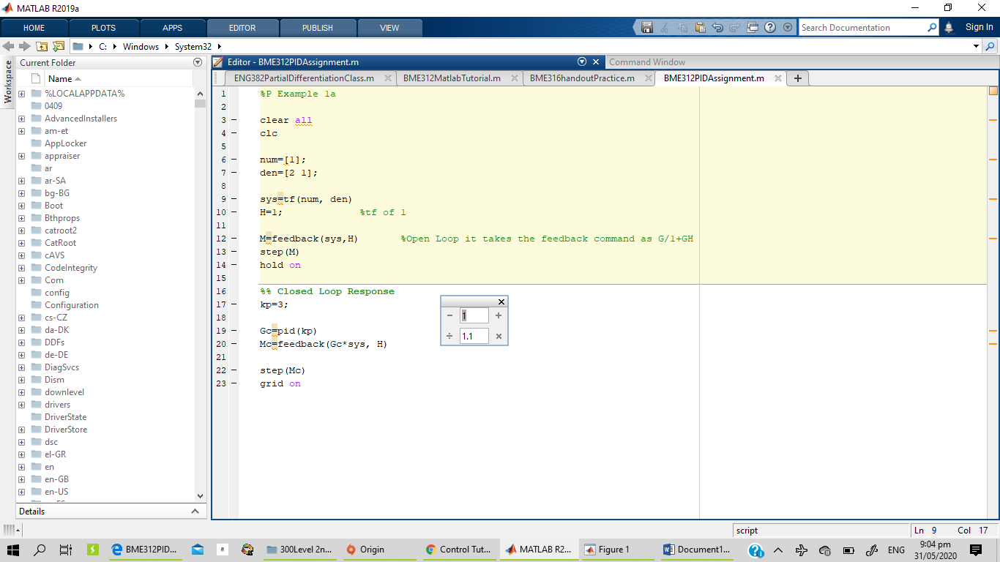 MATLAB R2019a
HOME PLOTS APPS EDITOR PUBLISH VIEW Search Documentation Sign In
C: Windows System32
Workspace
Current Folder
Name
%LOCALAPPDATA%
0409
AdvancedInstallers
am-et
AppLocker
appraiser
ar
ar-SA
bg-BG
Boot
Bthprops
catroot2
CatRoot
cAVS
CodeIntegrity
Com
config
Configuration
cs-CZ
da-DK
DDFs
de-DE
DiagSvcs
Dism
downlevel
drivers
DriverState
DriverStore
dsc
el-GR
en
en-GB
en-US
Details
Editor - BME312PIDAssignment.m
Command Window
ENG382PartialDifferentiationClass.m BME312MatlabTutorial.m BME316handoutPractice.m BME312PIDAssignment.m
1 %P Example 1a
2
3 clear all
4 clc
5
6 num=[1];
7 den=[2 1];
8
9 sys=tf(num, den)
10 H=1; %tf of 1
11
12 M=feedback(sys,H) %Open Loop it takes the feedback command as G/1+GH
13 step(M)
14 hold on
15
16 %% Closed Loop Response
17 kp=3;
18
19 Gc=pid(kp)
20 Mc=feedback(Gc*sys, H)
21
22 step(Mc)
23 grid on
− 1 +
÷ 1.1 ×
script Ln 9 Col 17
BME312PID... a 300Level 2n... Origin Control Tut... MATLAB R2... Figure 1 Document1... ENG 9:04 pm
31/05/2020